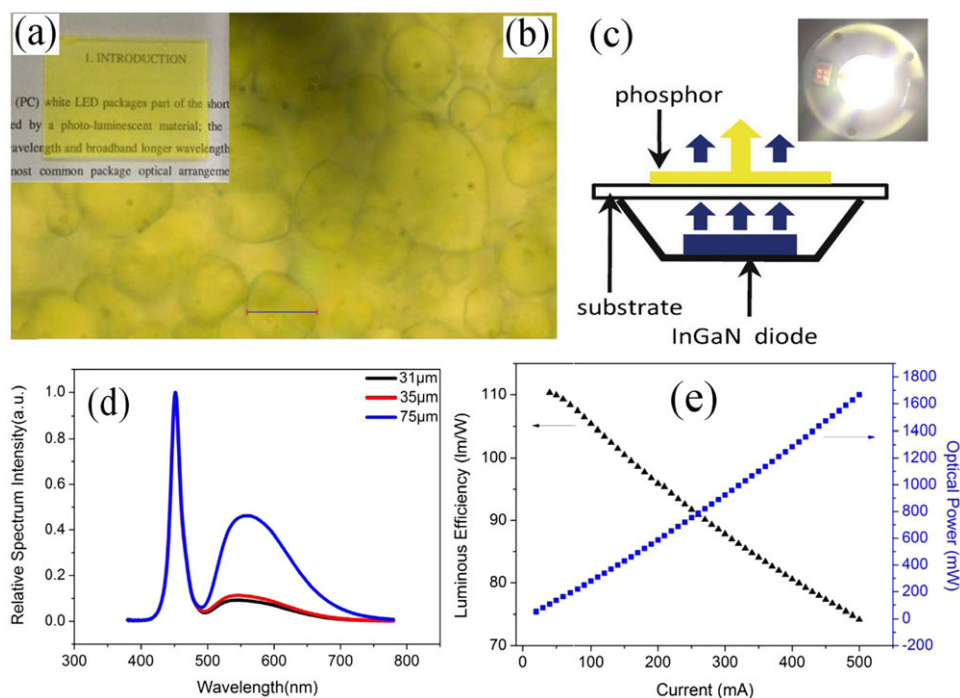 (a)
1. INTRODUCTION
(PC) white LED packages part of the short
ed by a photo-luminescent material; the
wavelength and broadband longer wavelength
most common package optical arrangeme
(b)
(c)
phosphor
substrate
InGaN diode
(d)
31μm
35μm
75μm
Relative Spectrum Intensity(a.u.)
1.0
0.8
0.6
0.4
0.2
0.0
300 400 500 600 700 800
Wavelength(nm)
(e)
Luminous Efficiency (lm/W)
110
100
90
80
70
Optical Power (mW)
1800
1600
1400
1200
1000
800
600
400
200
0
-200
0 100 200 300 400 500
Current (mA)